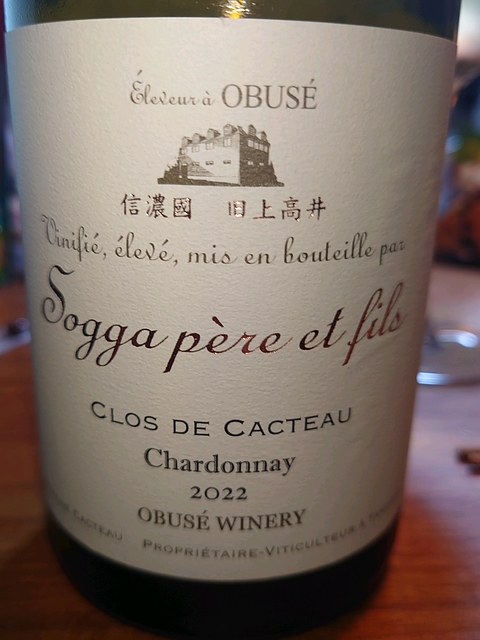 Éleveur à OBUSÉ
信濃國 旧上高井
Vinifié, élevé, mis en bouteille par
Sogga père et fils
CLOS DE CACTEAU
Chardonnay
2022
OBUSÉ WINERY
CACTEAU PROPRIÉTAIRE-VITICULTEUR À